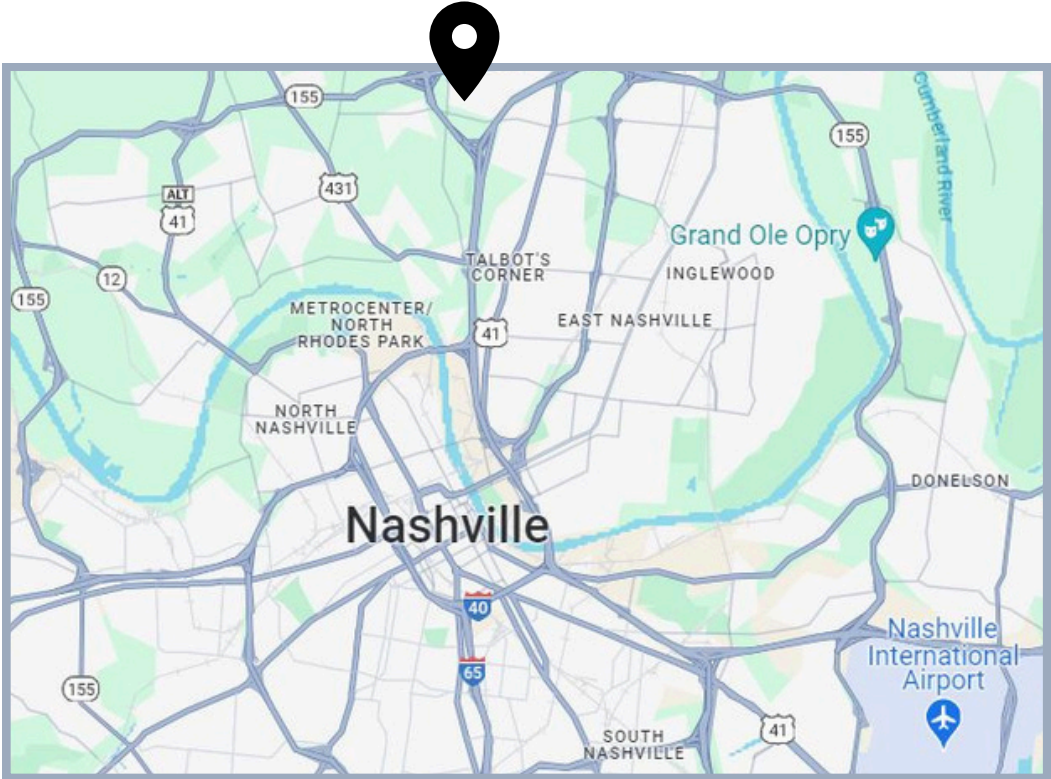 155
Cumberland River
155
ALT
41
431
Grand Ole Opry
TALBOT'S
CORNER
INGLEWOOD
12
155
METROCENTER/
NORTH
RHODES PARK
EAST NASHVILLE
41
NORTH
NASHVILLE
DONELSON
Nashville
40
Nashville
International
Airport
65
155
SOUTH
NASHVILLE
41